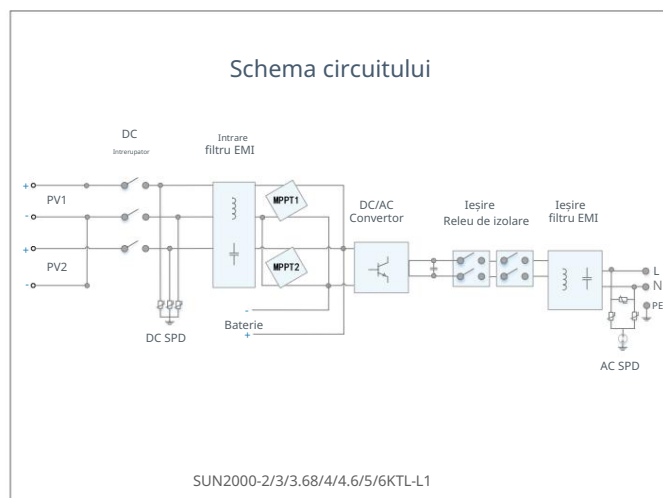 Schema circuitului
DC
Intrerupator
Intrare
filtru EMI
DC/AC
Convertor
Ieșire
Releu de izolare
Ieșire
filtru EMI
+
PV1
-
+
PV2
-
MPPT1
MPPT2
L
N
PE
-
Baterie
+
DC SPD
AC SPD
SUN2000-2/3/3.68/4/4.6/5/6KTL-L1